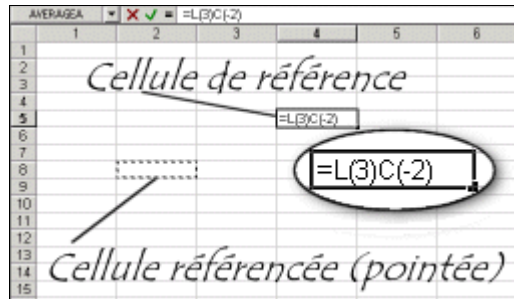 AVERAGEA = =L(3)C(-2)
1 2 3 4 5 6
1
2
Cellule de référence
3
4
5 =L(3)C(-2)
6
7
=L(3)C(-2)
8
9
10
11
12
13
Cellule référencée (pointée)
14
15